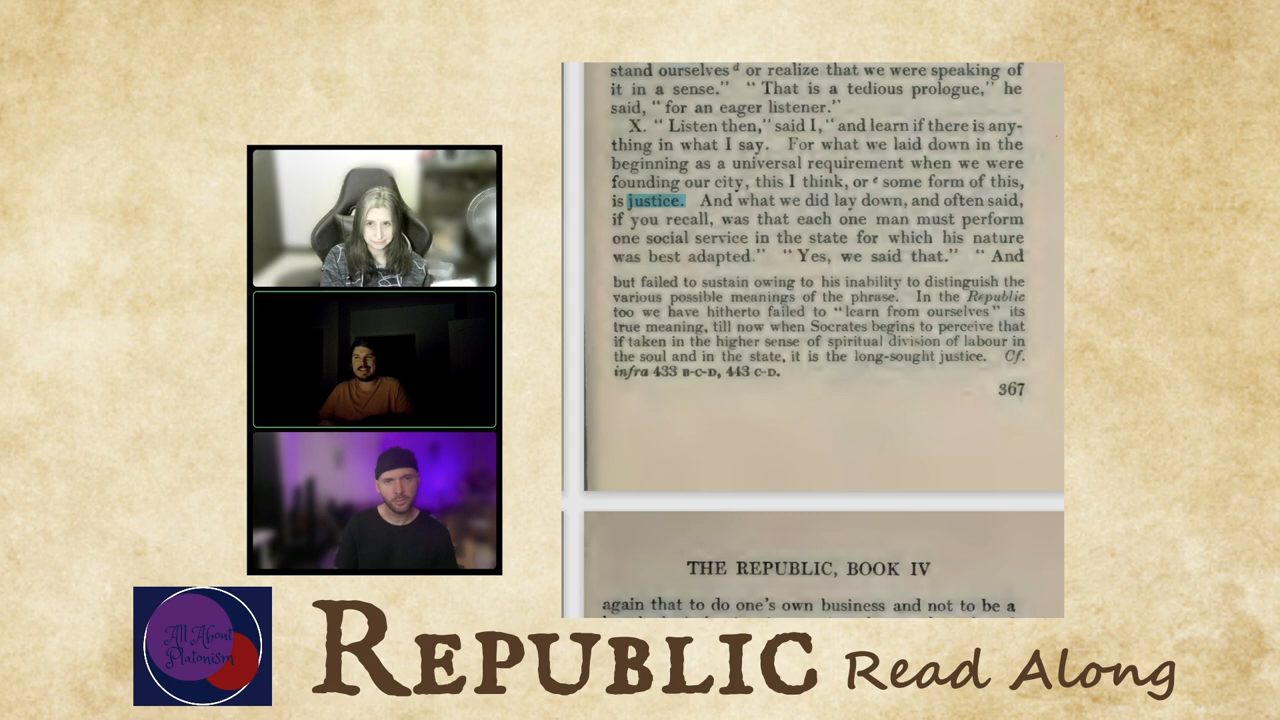 stand ourselves d or realize that we were speaking of
it in a sense.” “ That is a tedious prologue,” he
said, “ for an eager listener.”
X. “ Listen then,” said I, “ and learn if there is any-
thing in what I say. For what we laid down in the
beginning as a universal requirement when we were
founding our city, this I think, or e some form of this,
is justice. And what we did lay down, and often said,
if you recall, was that each one man must perform
one social service in the state for which his nature
was best adapted.” “ Yes, we said that.” “ And
but failed to sustain owing to his inability to distinguish the
various possible meanings of the phrase. In the Republic
too we have hitherto failed to “ learn from ourselves ” its
true meaning, till now when Socrates begins to perceive that
if taken in the higher sense of spiritual division of labour in
the soul and in the state, it is the long-sought justice. Cf.
infra 433 B-C-D, 443 C-D.
367
THE REPUBLIC, BOOK IV
again that to do one’s own business and not to be a
All About
Platonism
REPUBLIC Read Along